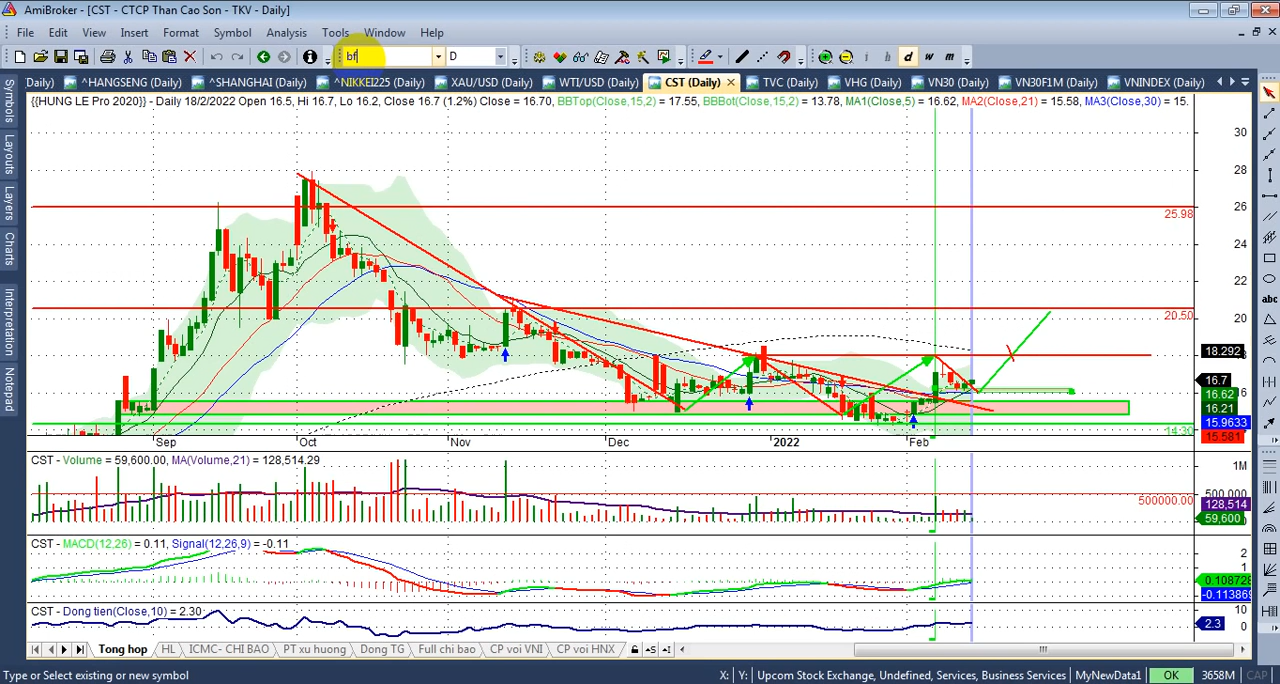 AmiBroker - [CST - CTCP Than Cao Son - TKV - Daily]
File Edit View Insert Format Symbol Analysis Tools Window Help
bf D i h d w m
Daily) ^HANGSENG (Daily) ^SHANGHAI (Daily) ^NIKKEI225 (Daily) XAU/USD (Daily) WTI/USD (Daily) CST (Daily) TVC (Daily) VHG (Daily) VN30 (Daily) VN30F1M (Daily) VNINDEX (Daily)
{{HUNG LE Pro 2020}} - Daily 18/2/2022 Open 16.5, Hi 16.7, Lo 16.2, Close 16.7 (1.2%) Close = 16.70, BBTop(Close,15,2) = 17.55, BBBot(Close,15,2) = 13.78, MA1(Close,5) = 16.62, MA2(Close,21) = 15.58, MA3(Close,30) = 15.
Symbols
Layouts
Layers
Charts
Interpretation
Notepad
abc
30
28
26
25.98
24
22
20
20.50
18.292
16.7
16.62
16.21
15.9633
15.581
14.30
Sep Oct Nov Dec 2022 Feb
CST - Volume = 59,600.00, MA(Volume,21) = 128,514.29
1M
500,000
500000.00
128,514
59,600
CST - MACD(12,26) = 0.11, Signal(12,26,9) = -0.11
2
1
0.108728
-0.113869
CST - Dong tien(Close,10) = 2.30
10
2.3
0
Tong hop HL ICMC- CHI BAO PT xu huong Dong TG Full chi bao CP voi VNI CP voi HNX
Type or Select existing or new symbol X: Y: Upcom Stock Exchange, Undefined, Services, Business Services MyNewData1 OK 3658M CAP